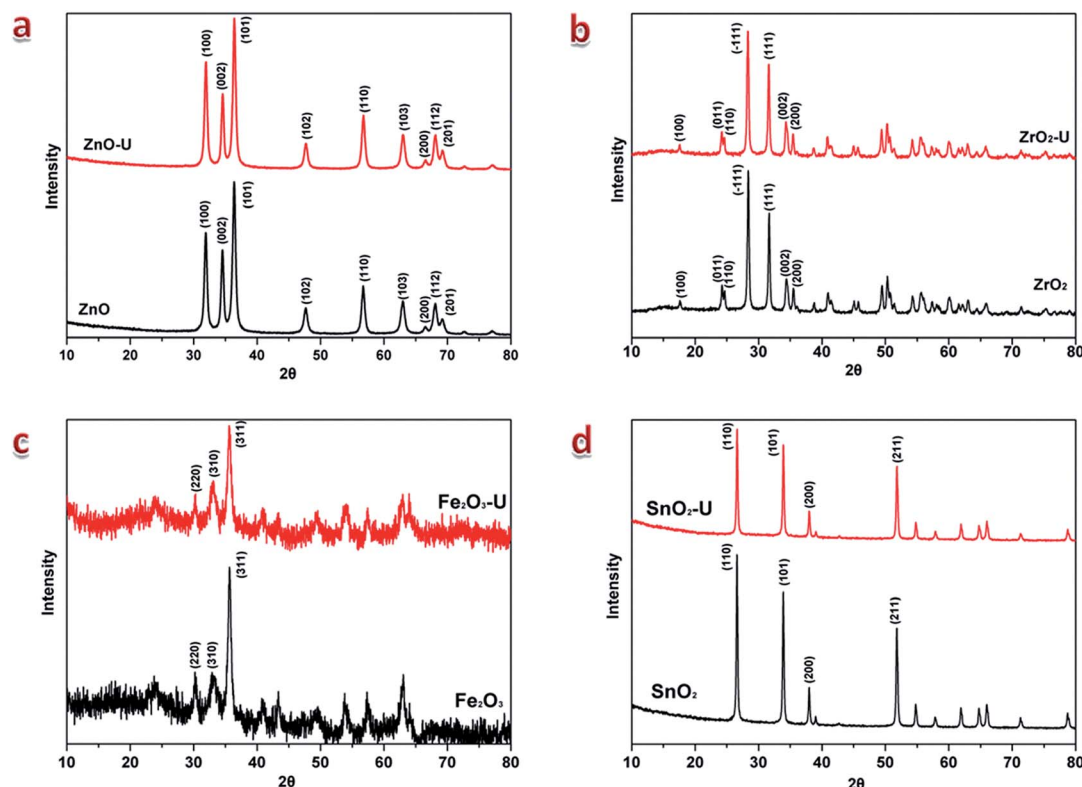 a
ZnO-U
(100)
(002)
(101)
(102)
(110)
(103)
(200)
(112)
(201)
ZnO
(100)
(002)
(101)
(102)
(110)
(103)
(200)
(112)
(201)
Intensity
10 20 30 40 50 60 70 80
2θ
b
(100)
(011)
(110)
(-111)
(111)
(002)
(200)
ZrO₂-U
(100)
(011)
(110)
(-111)
(111)
(002)
(200)
ZrO₂
Intensity
10 20 30 40 50 60 70 80
2θ
c
(220)
(310)
(311)
Fe₂O₃-U
(220)
(310)
(311)
Fe₂O₃
Intensity
10 20 30 40 50 60 70 80
2θ
d
SnO₂-U
(110)
(101)
(200)
(211)
SnO₂
(110)
(101)
(200)
(211)
Intensity
10 20 30 40 50 60 70 80
2θ